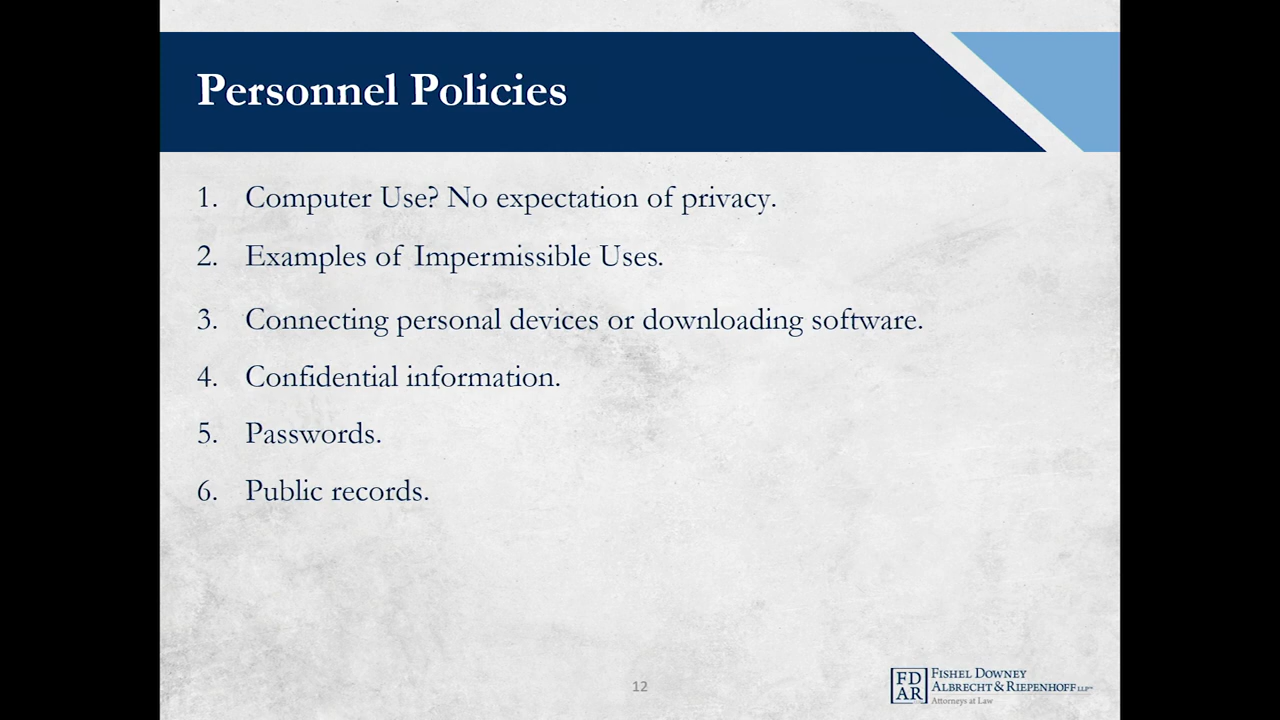 Personnel Policies
1. Computer Use? No expectation of privacy.
2. Examples of Impermissible Uses.
3. Connecting personal devices or downloading software.
4. Confidential information.
5. Passwords.
6. Public records.
12
FD
AR
FISHEL DOWNEY
ALBRECHT & RIEPENHOFF LLP
Attorneys at Law